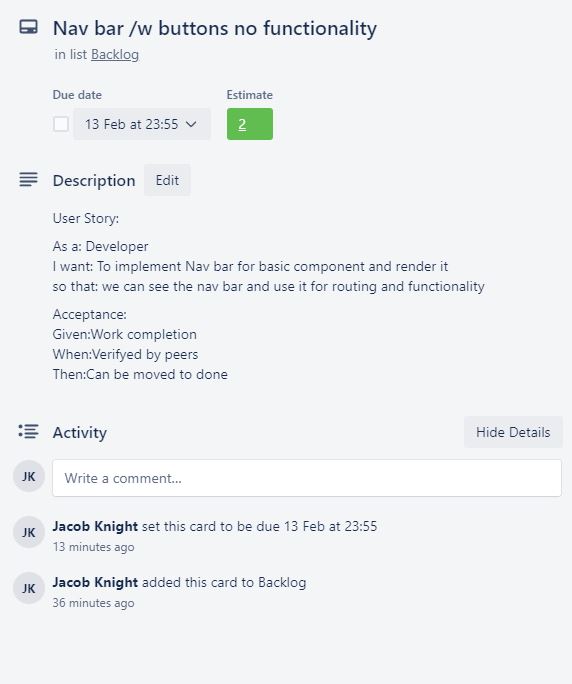 Nav bar /w buttons no functionality
in list Backlog
Due date
Estimate
13 Feb at 23:55
2
Description
Edit
User Story:
As a: Developer
I want: To implement Nav bar for basic component and render it
so that: we can see the nav bar and use it for routing and functionality
Acceptance:
Given:Work completion
When:Verifyed by peers
Then:Can be moved to done
Activity
Hide Details
JK
Write a comment...
JK
Jacob Knight set this card to be due 13 Feb at 23:55
13 minutes ago
JK
Jacob Knight added this card to Backlog
36 minutes ago